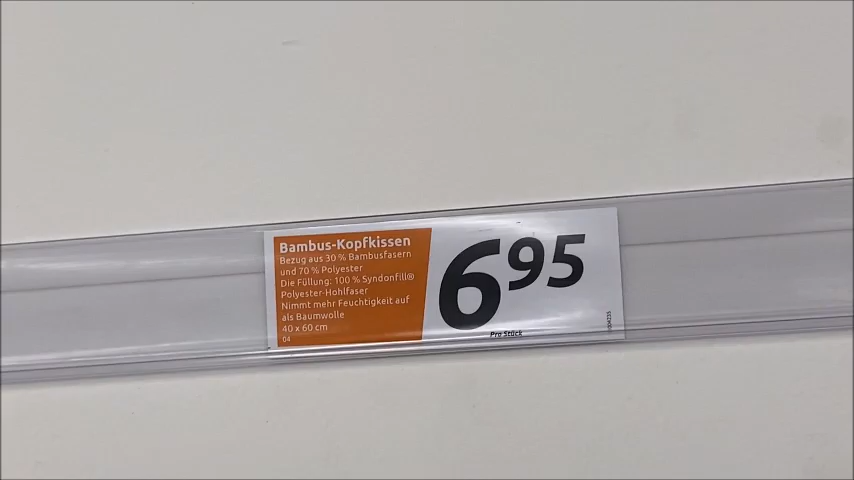 Bambus-Kopfkissen
Bezug aus 30 % Bambusfasern
und 70 % Polyester
Die Füllung: 100 % Syndonfill®
Polyester-Hohlfaser
Nimmt mehr Feuchtigkeit auf
als Baumwolle
40 x 60 cm
04
6 95
Pro Stück